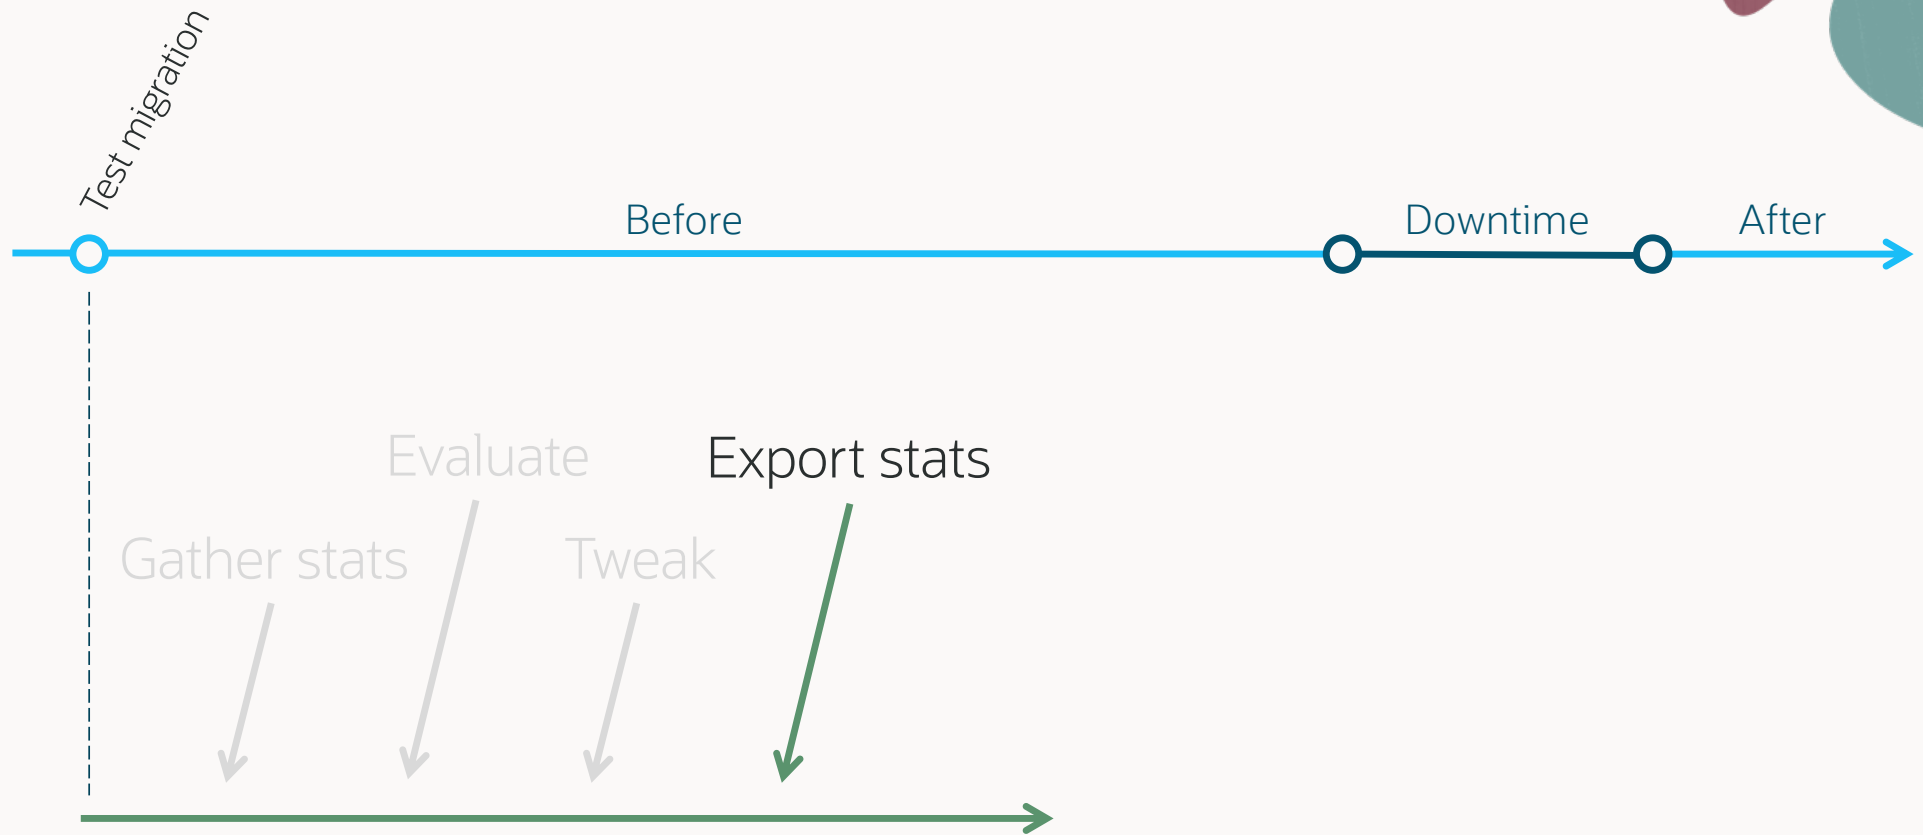 Test migration
Before
Downtime
After
Evaluate
Export stats
Gather stats
Tweak